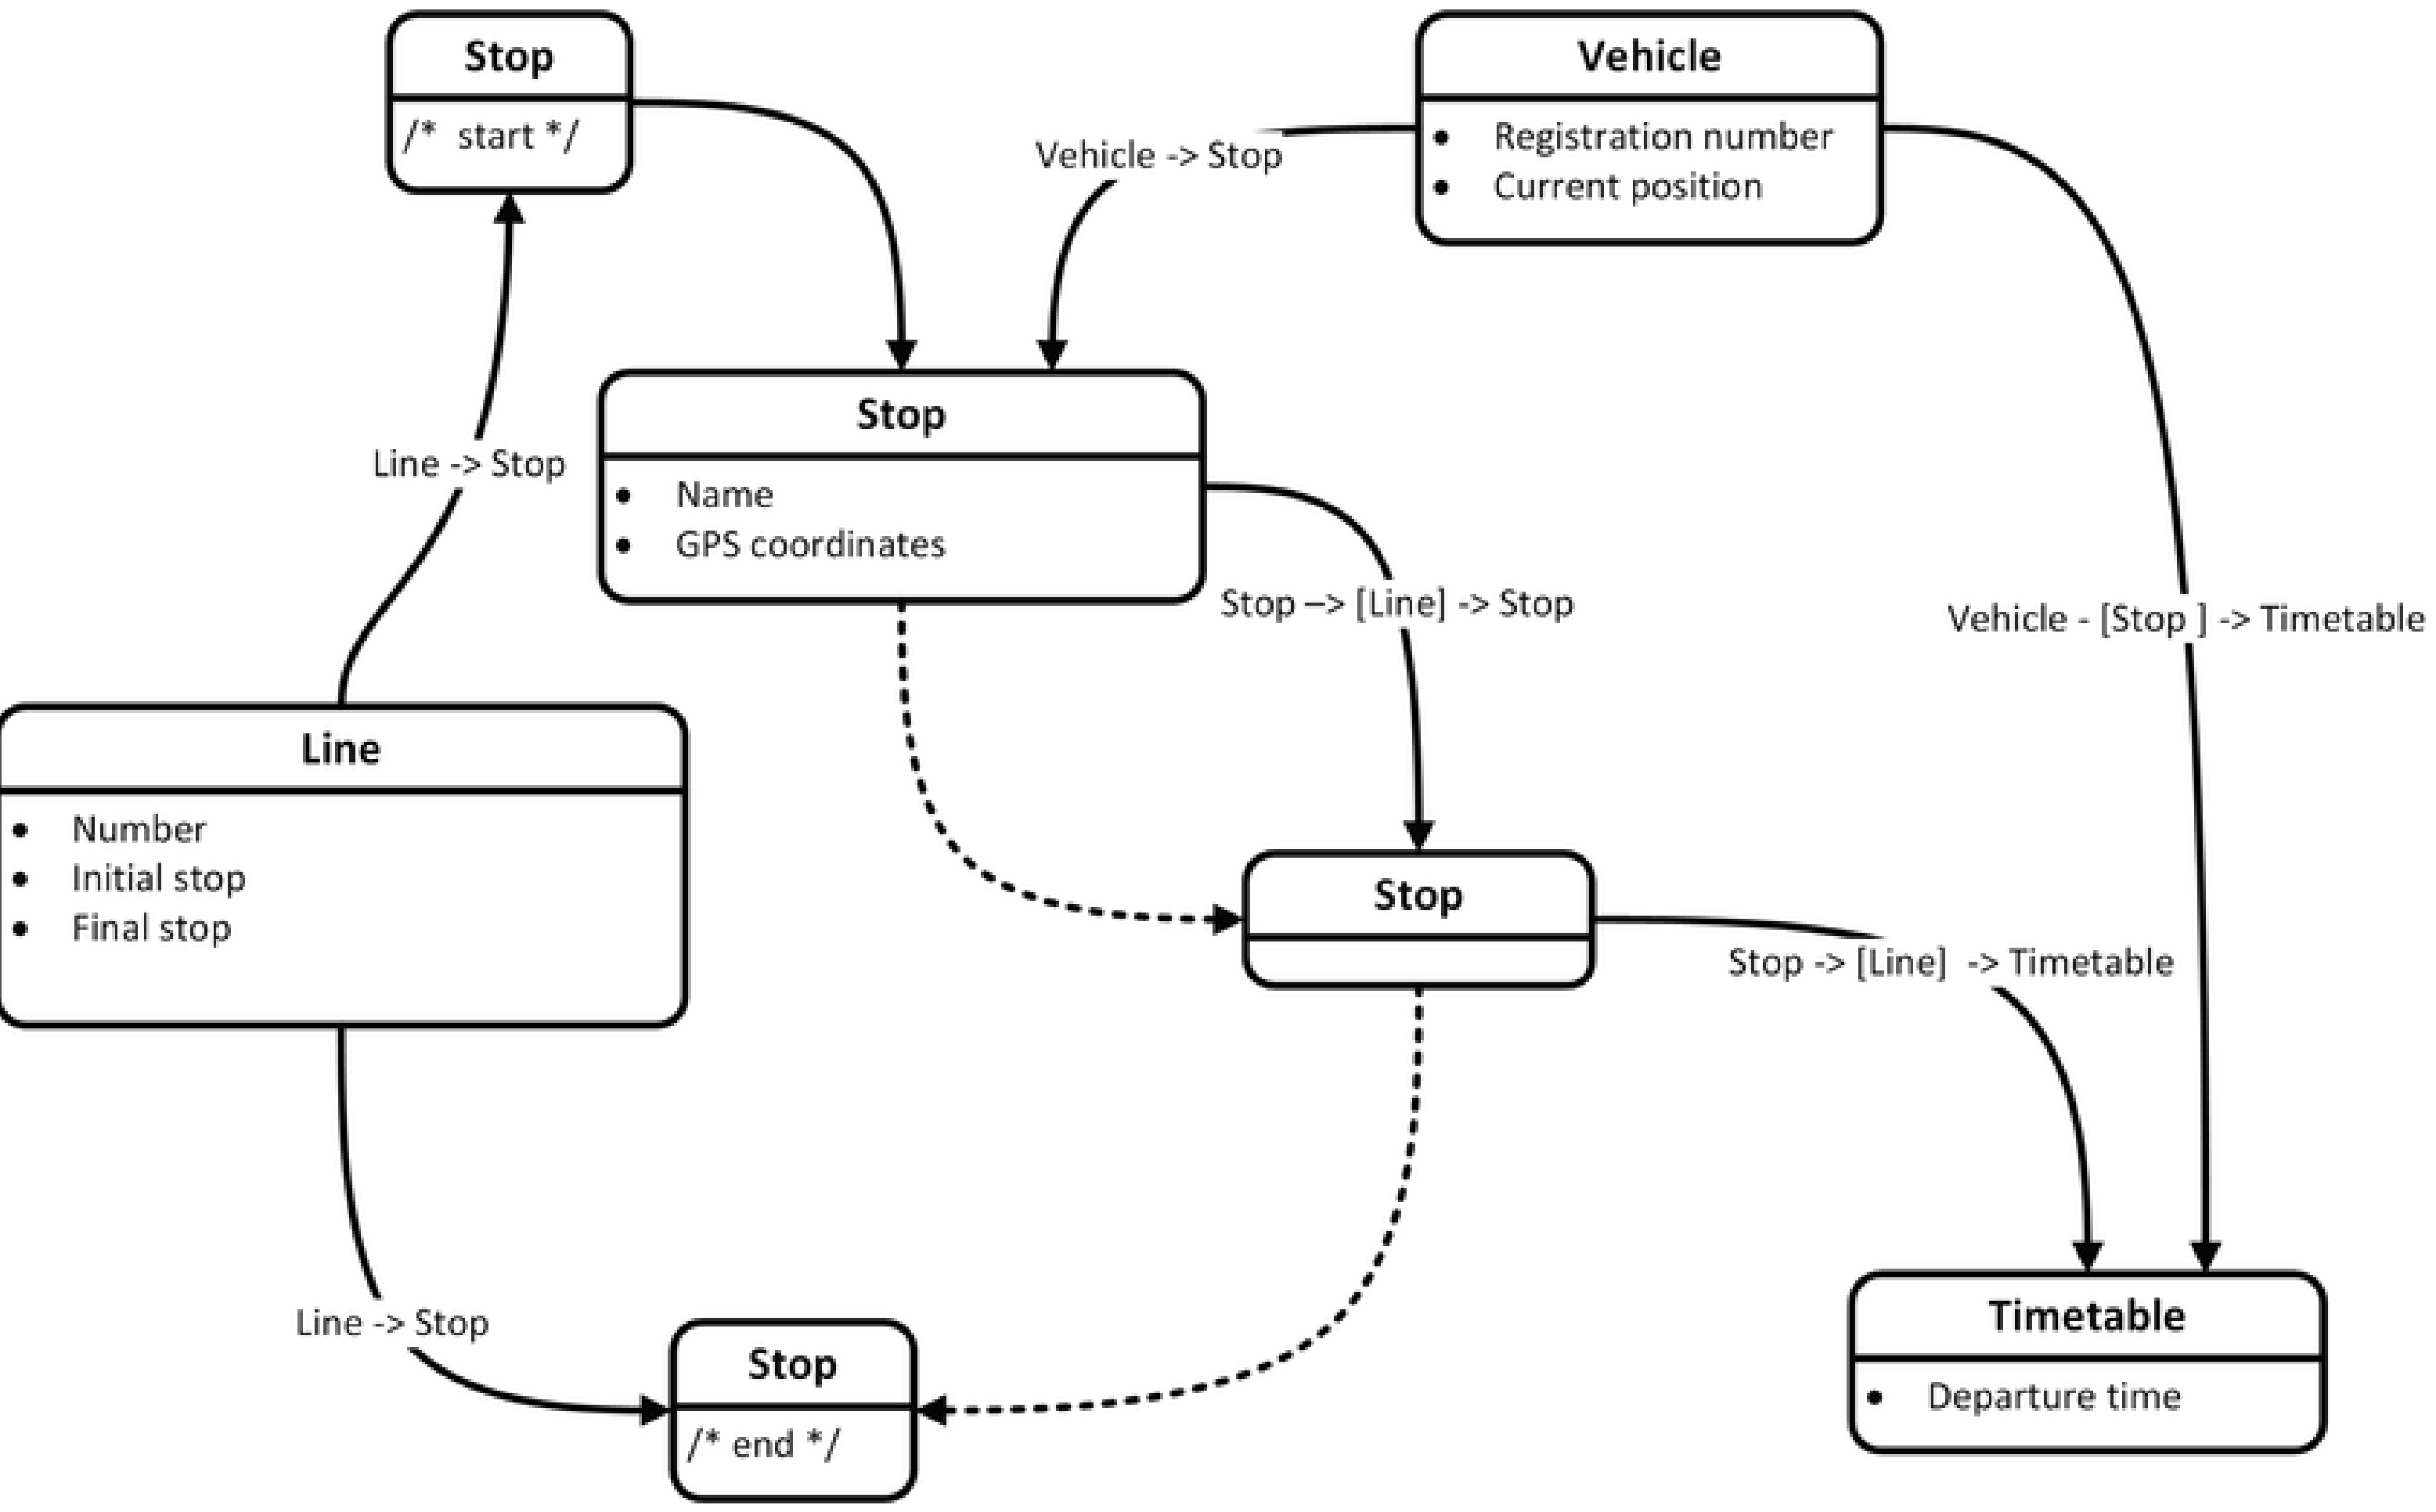 Stop
/* start */
Vehicle
• Registration number
• Current position
Vehicle -> Stop
Stop
• Name
• GPS coordinates
Line -> Stop
Stop –> [Line] -> Stop
Vehicle - [Stop ] -> Timetable
Line
• Number
• Initial stop
• Final stop
Stop
Stop -> [Line] -> Timetable
Line -> Stop
Stop
/* end */
Timetable
• Departure time